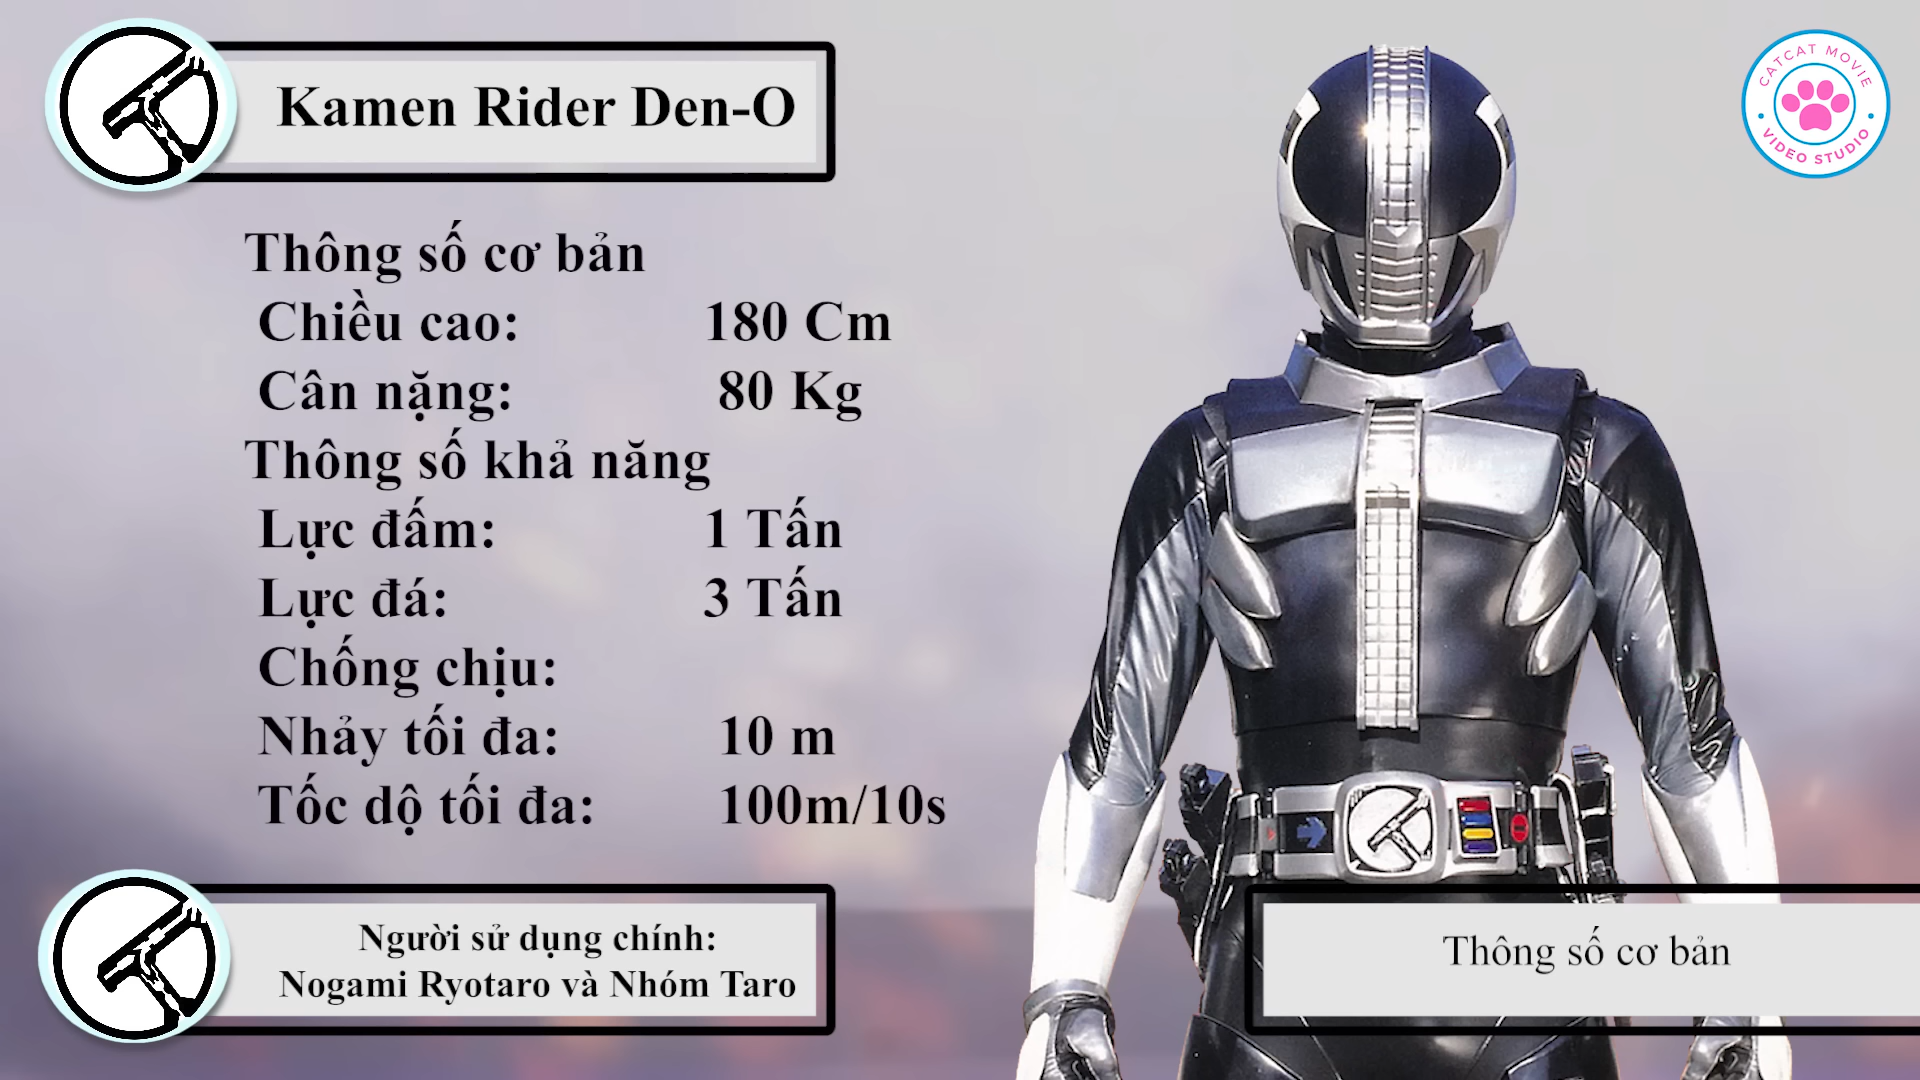 Kamen Rider Den-O
CATCAT MOVIE
VIDEO STUDIO
Thông số cơ bản
Chiều cao: 180 Cm
Cân nặng: 80 Kg
Thông số khả năng
Lực đấm: 1 Tấn
Lực đá: 3 Tấn
Chống chịu:
Nhảy tối đa: 10 m
Tốc dộ tối đa: 100m/10s
Người sử dụng chính:
Nogami Ryotaro và Nhóm Taro
Thông số cơ bản